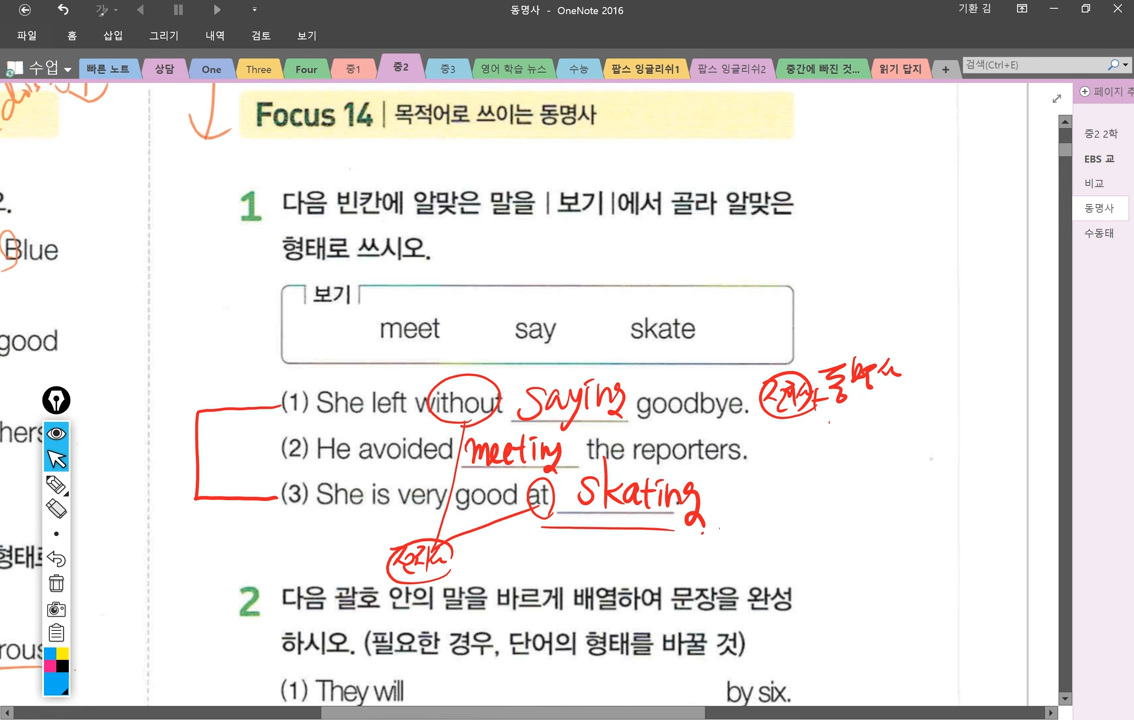 동명사 - OneNote 2016
기환 김
파일 홈 삽입 그리기 내역 검토 보기
수업 빠른 노트 상담 One Three Four 중1 중2 중3 영어 학습 뉴스 수능 팝스 잉글리쉬1 팝스 잉글리쉬2 중간에 빠진 것... 읽기 답지 + 검색(Ctrl+E)
페이지 추
중2 2학
EBS 교
비교
동명사
수동태
.
Blue
good
hers
형태로
rous
Focus 14 | 목적어로 쓰이는 동명사
1 다음 빈칸에 알맞은 말을 |보기|에서 골라 알맞은
형태로 쓰시오.
보기
meet say skate
(1) She left without saying goodbye. 전치사+동명사
(2) He avoided meeting the reporters.
(3) She is very good at skating
전치사
2 다음 괄호 안의 말을 바르게 배열하여 문장을 완성
하시오. (필요한 경우, 단어의 형태를 바꿀 것)
(1) They will by six.